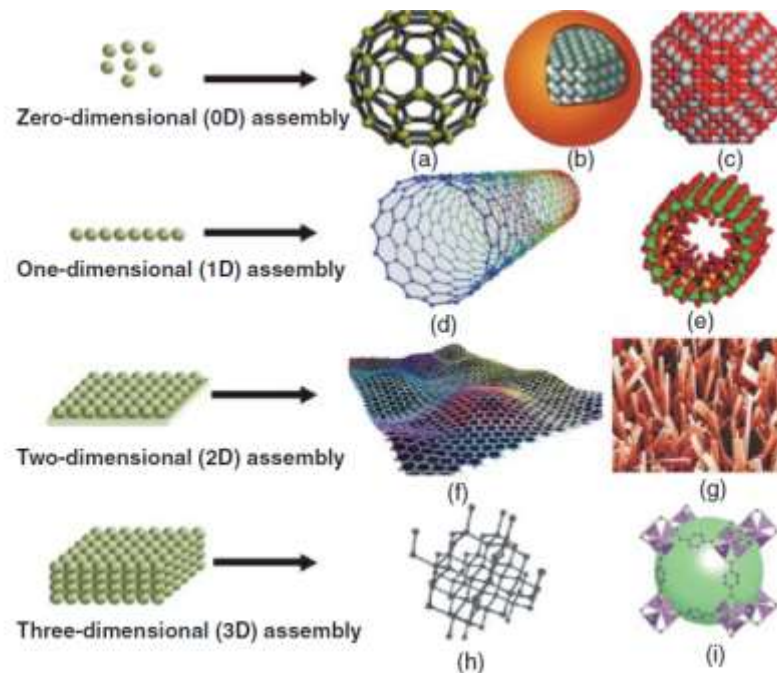 Zero-dimensional (0D) assembly
(a)
(b)
(c)
One-dimensional (1D) assembly
(d)
(e)
Two-dimensional (2D) assembly
(f)
(g)
Three-dimensional (3D) assembly
(h)
(i)